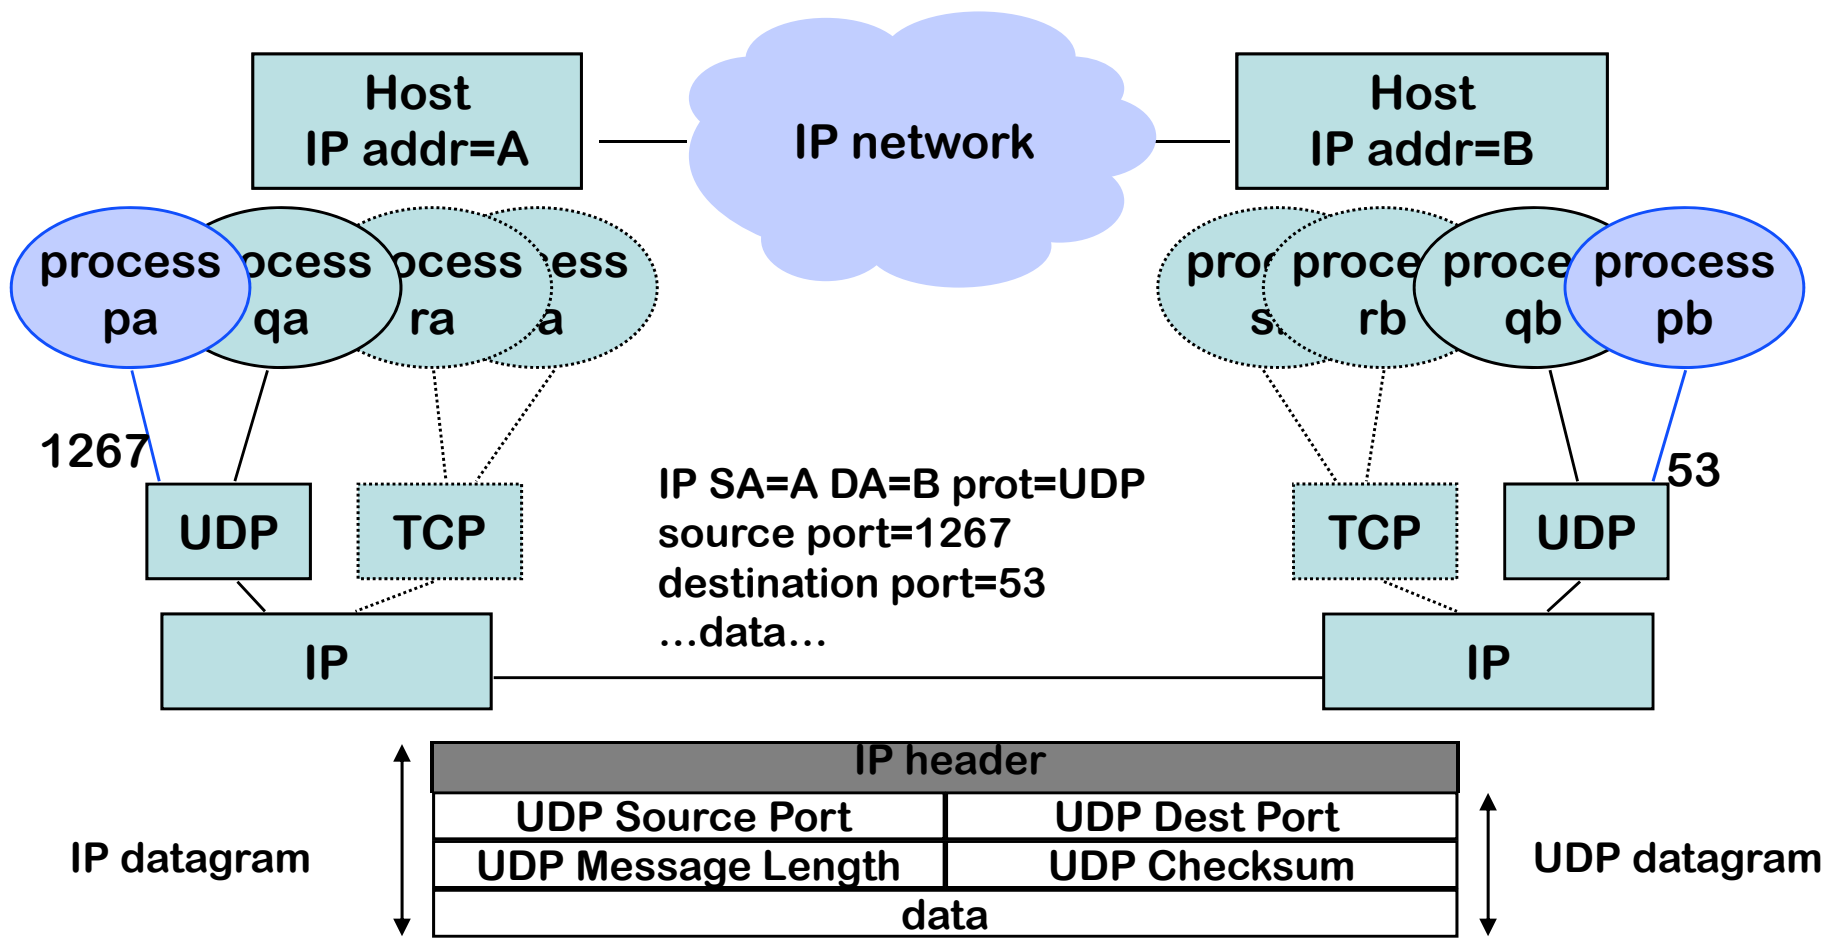 Host
IP addr=A
IP network
Host
IP addr=B
process
pa
ocess
qa
ocess
ra
ess
a
pro
s
proce
rb
proce
qb
process
pb
1267
53
UDP
TCP
IP SA=A DA=B prot=UDP
source port=1267
destination port=53
...data...
TCP
UDP
IP
IP
IP header
UDP Source Port
UDP Dest Port
IP datagram
UDP Message Length
UDP Checksum
UDP datagram
data